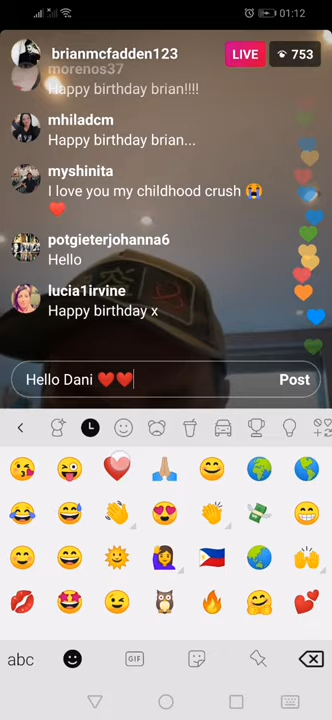 01:12
brianmcfadden123
LIVE
753
morenos37
Happy birthday brian!!!!
mhiladcm
Happy birthday brian...
myshinita
I love you my childhood crush 😭
❤️
potgieterjohanna6
Hello
lucia1irvine
Happy birthday x
Hello Dani ❤️❤️
Post
abc
GIF